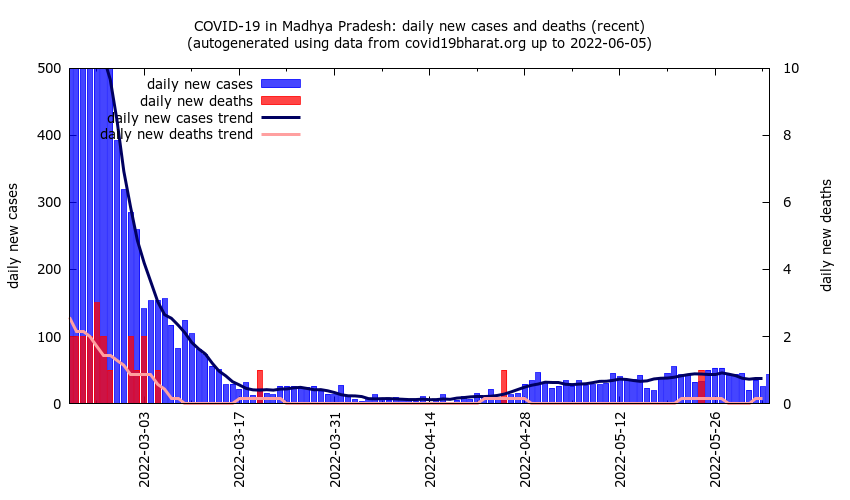 COVID-19 in Madhya Pradesh: daily new cases and deaths (recent)
(autogenerated using data from covid19bharat.org up to 2022-06-05)
daily new cases
daily new deaths
daily new cases trend
daily new deaths trend
500
400
300
200
100
0
daily new cases
10
8
6
4
2
0
daily new deaths
2022-03-03
2022-03-17
2022-03-31
2022-04-14
2022-04-28
2022-05-12
2022-05-26